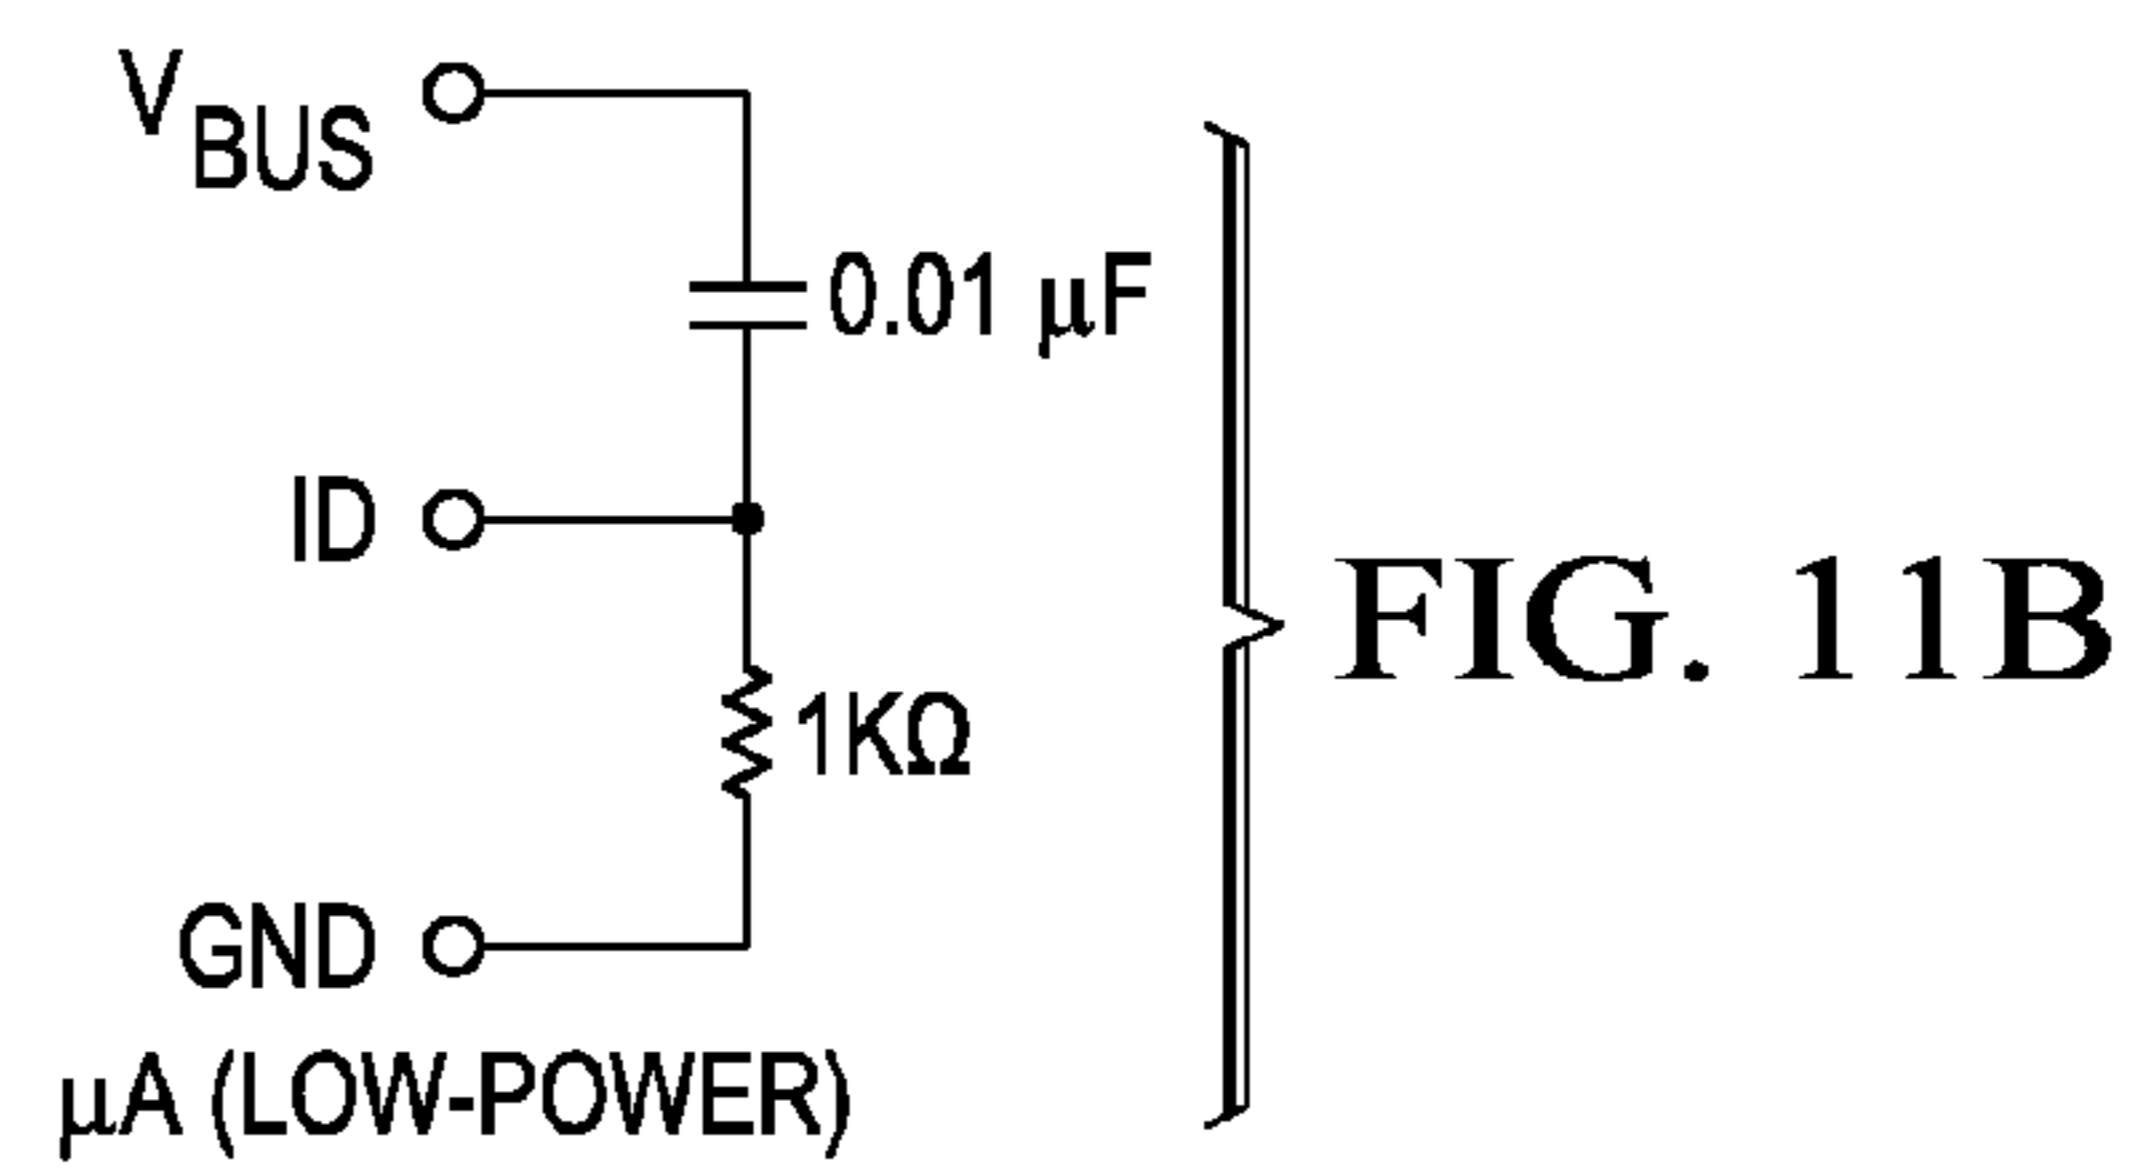 VBUS
0.01 μF
ID
FIG. 11B
1KΩ
GND
μA (LOW-POWER)